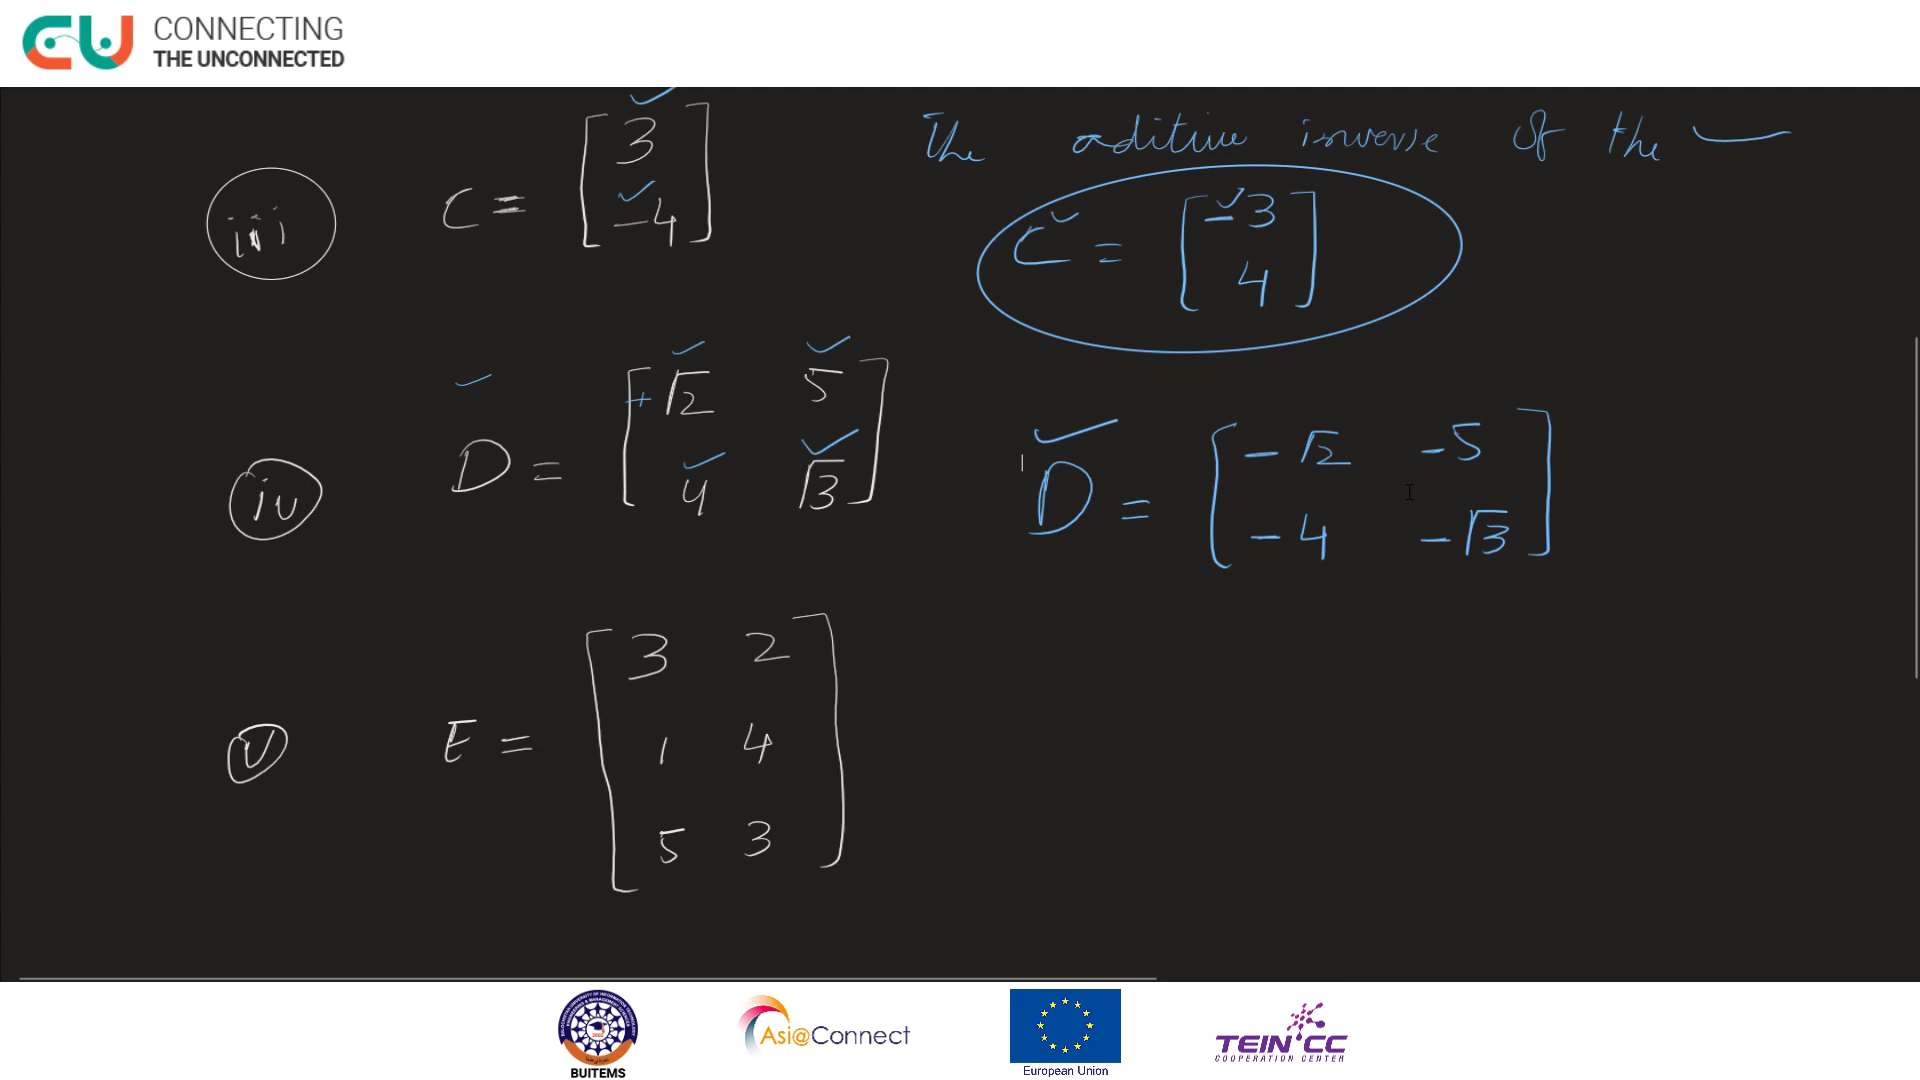 CONNECTING
THE UNCONNECTED
The aditive inverse of the
iii C = [ 3 -4 ] C = [ -3 4 ]
iv D = [ +√2 5 4 √3 ] D = [ -√2 -5 -4 -√3 ]
v E = [ 3 2 1 4 5 3 ]
BUITEMS
Asi@Connect
European Union
TEIN*CC
COOPERATION CENTER